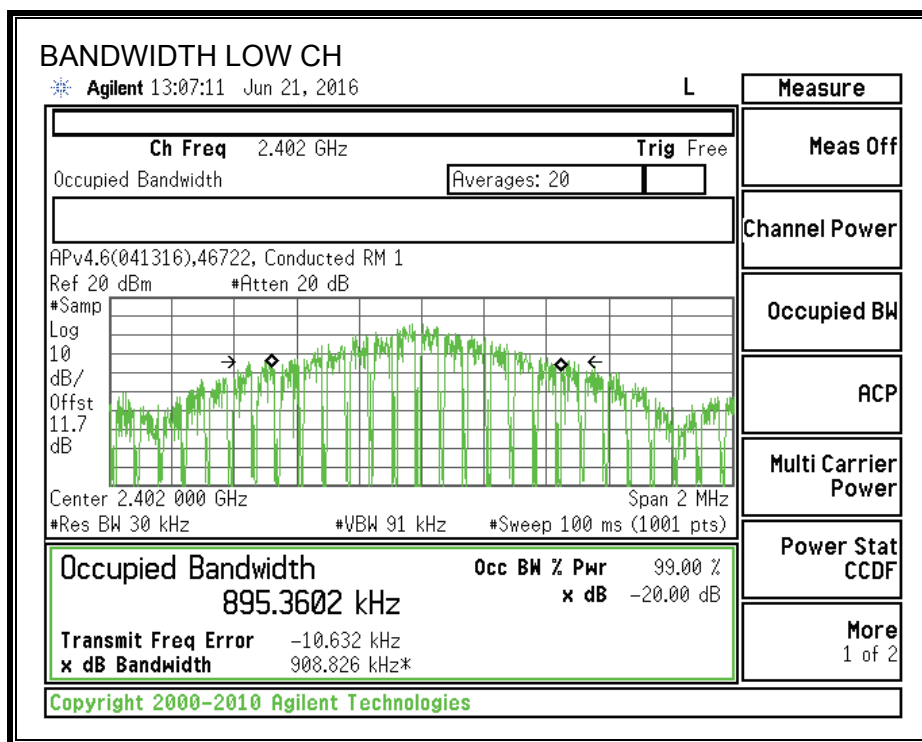 BANDWIDTH LOW CH
Agilent 13:07:11 Jun 21, 2016 L
Measure
Ch Freq 2.402 GHz Trig Free
Occupied Bandwidth Averages: 20
Meas Off
Channel Power
Occupied BW
ACP
Multi Carrier
Power
Power Stat
CCDF
More
1 of 2
APv4.6(041316),46722, Conducted RM 1
Ref 20 dBm #Atten 20 dB
#Samp
Log
10
dB/
Offst
11.7
dB
Center 2.402 000 GHz Span 2 MHz
#Res BW 30 kHz #VBW 91 kHz #Sweep 100 ms (1001 pts)
Occupied Bandwidth Occ BW % Pwr 99.00 %
895.3602 kHz x dB -20.00 dB
Transmit Freq Error -10.632 kHz
x dB Bandwidth 908.826 kHz*
Copyright 2000-2010 Agilent Technologies